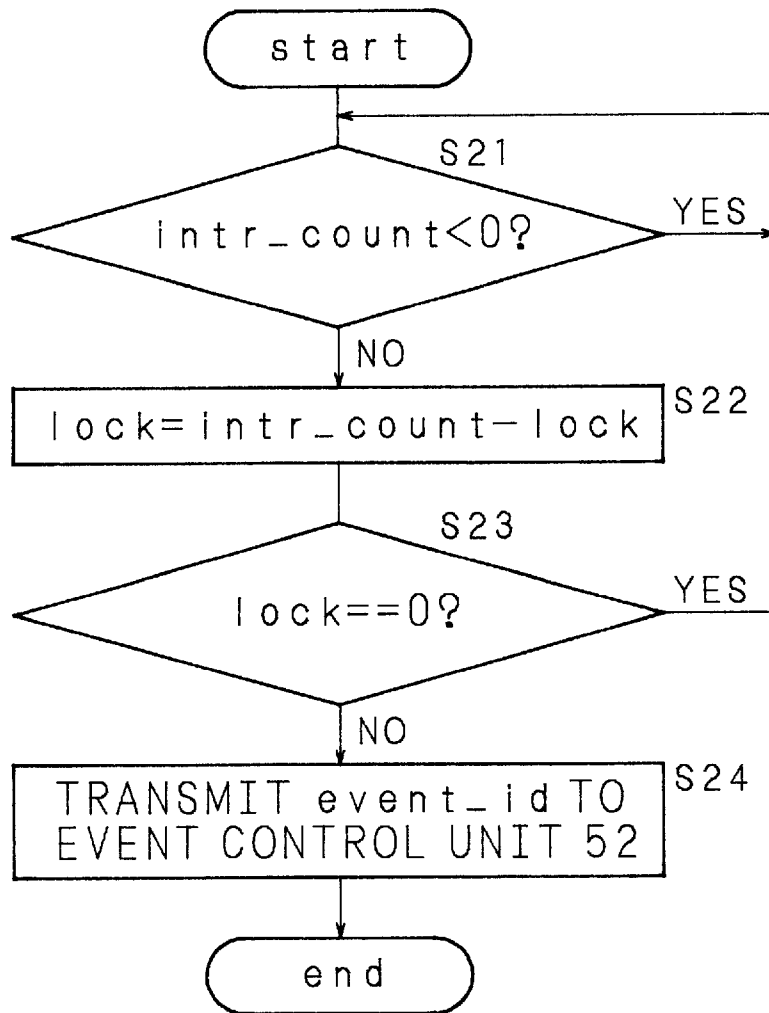 start
S21
intr_count<0?
YES
NO
lock=intr_count-lock
S22
S23
lock==0?
YES
NO
S24
TRANSMIT event_id TO
EVENT CONTROL UNIT 52
end